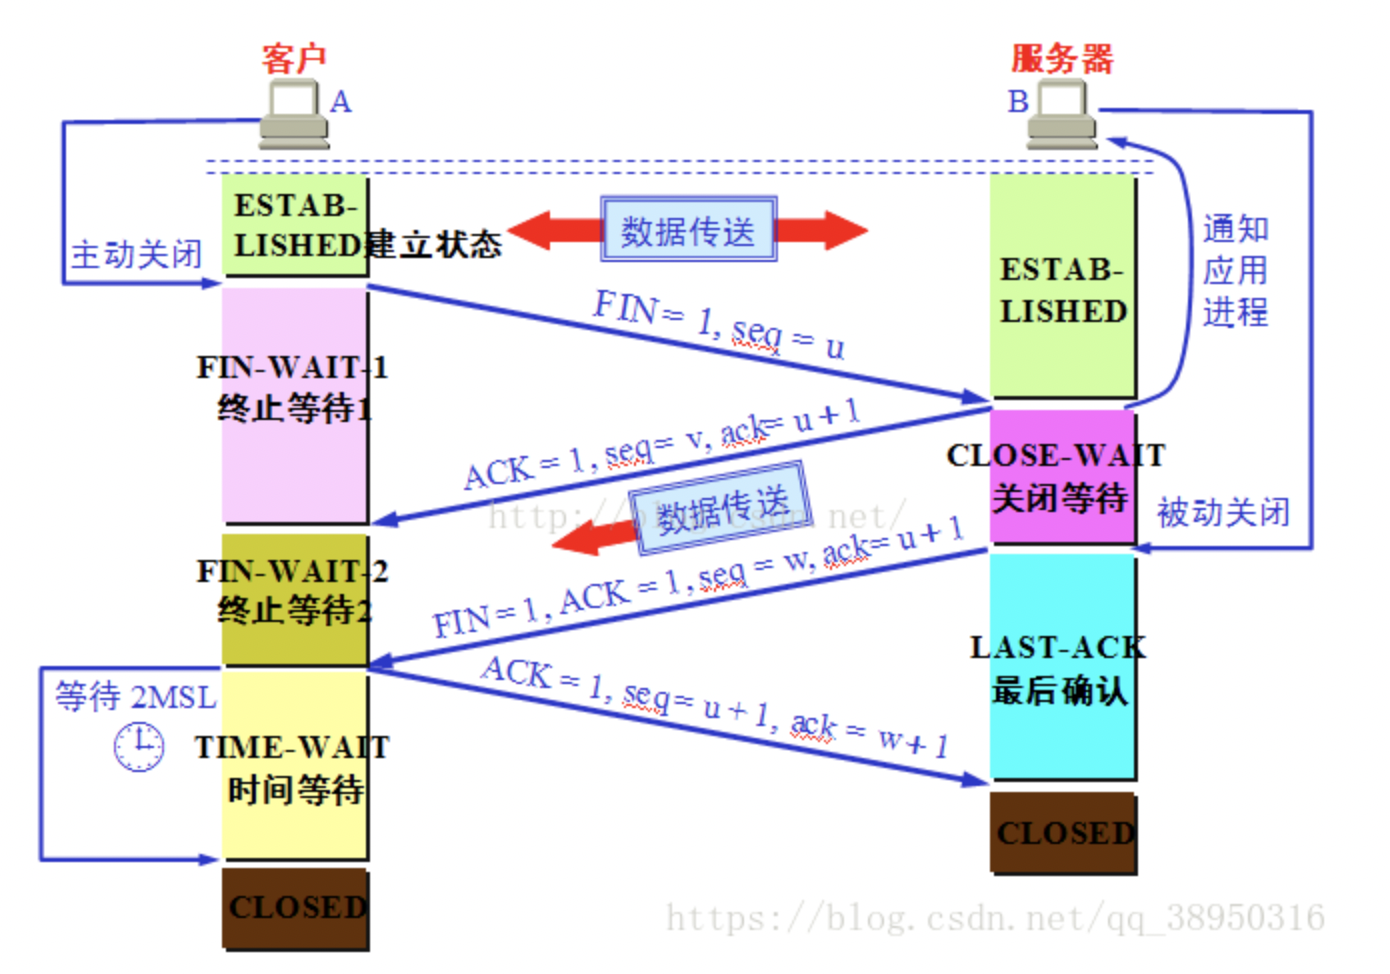 客户
服务器
A
B
ESTAB-
LISHED建立状态
数据传送
主动关闭
ESTAB-
LISHED
通知
应用
进程
FIN = 1, seq = u
FIN-WAIT-1
终止等待1
ACK = 1, seq = v, ack= u + 1
CLOSE-WAIT
关闭等待
数据传送
http://blog.csdn.net/
被动关闭
FIN-WAIT-2
终止等待2
FIN = 1, ACK = 1, seq = w, ack= u + 1
LAST-ACK
最后确认
ACK = 1, seq = u + 1, ack = w + 1
等待 2MSL
TIME-WAIT
时间等待
CLOSED
CLOSED
https://blog.csdn.net/qq_38950316